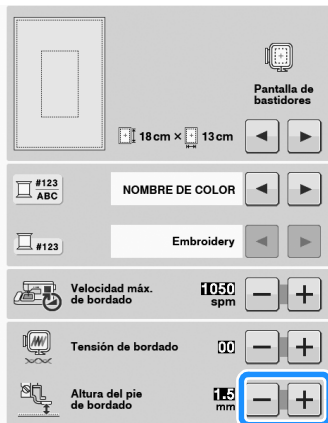 Pantalla de
bastidores
18 cm × 13 cm
#123
ABC
NOMBRE DE COLOR
#123
Embroidery
Velocidad máx.
de bordado
1050
spm
Tensión de bordado
00
Altura del pie
de bordado
1.5
mm